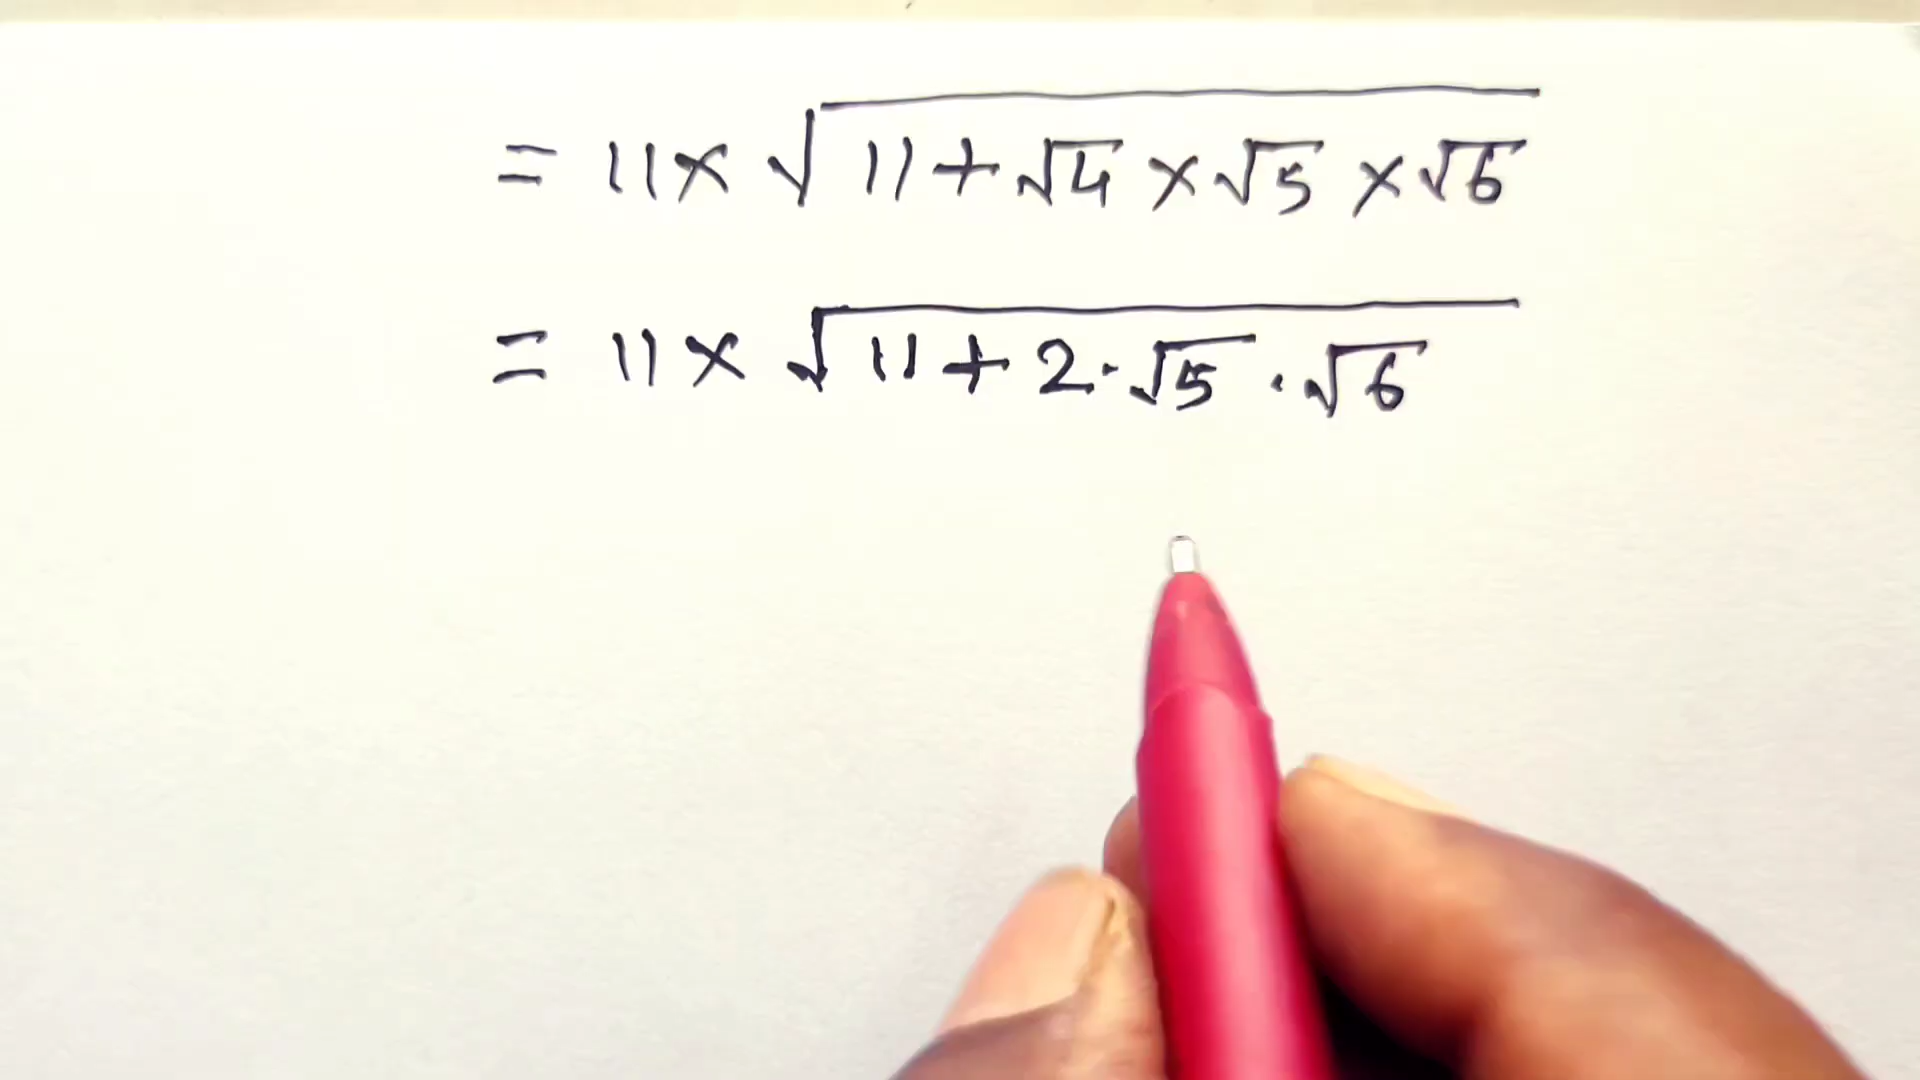 = 11 × √(11 + √4 × √5 × √6)
= 11 × √(11 + 2 · √5 · √6)